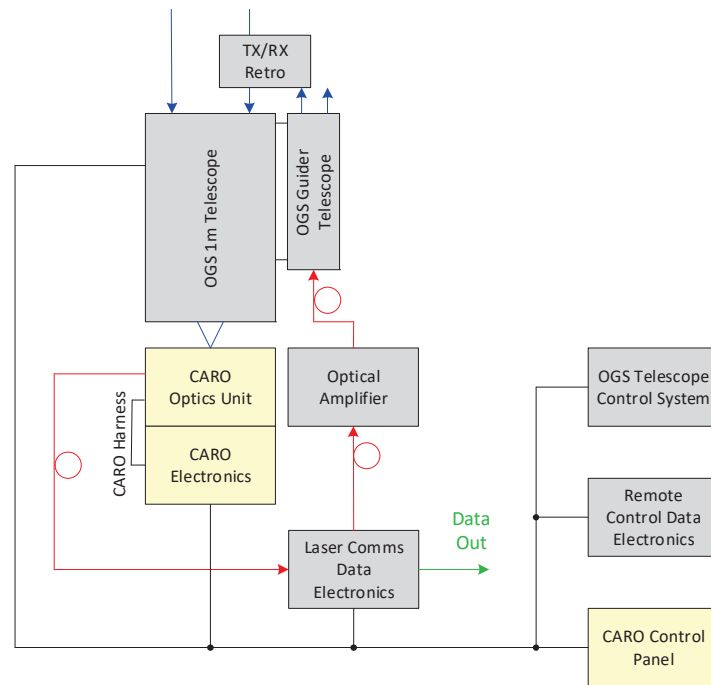 TX/RX
Retro
OGS 1m Telescope
OGS Guider
Telescope
CARO
Optics Unit
Optical
Amplifier
OGS Telescope
Control System
CARO Harness
CARO
Electronics
Remote
Control Data
Electronics
Data
Out
Laser Comms
Data
Electronics
CARO Control
Panel